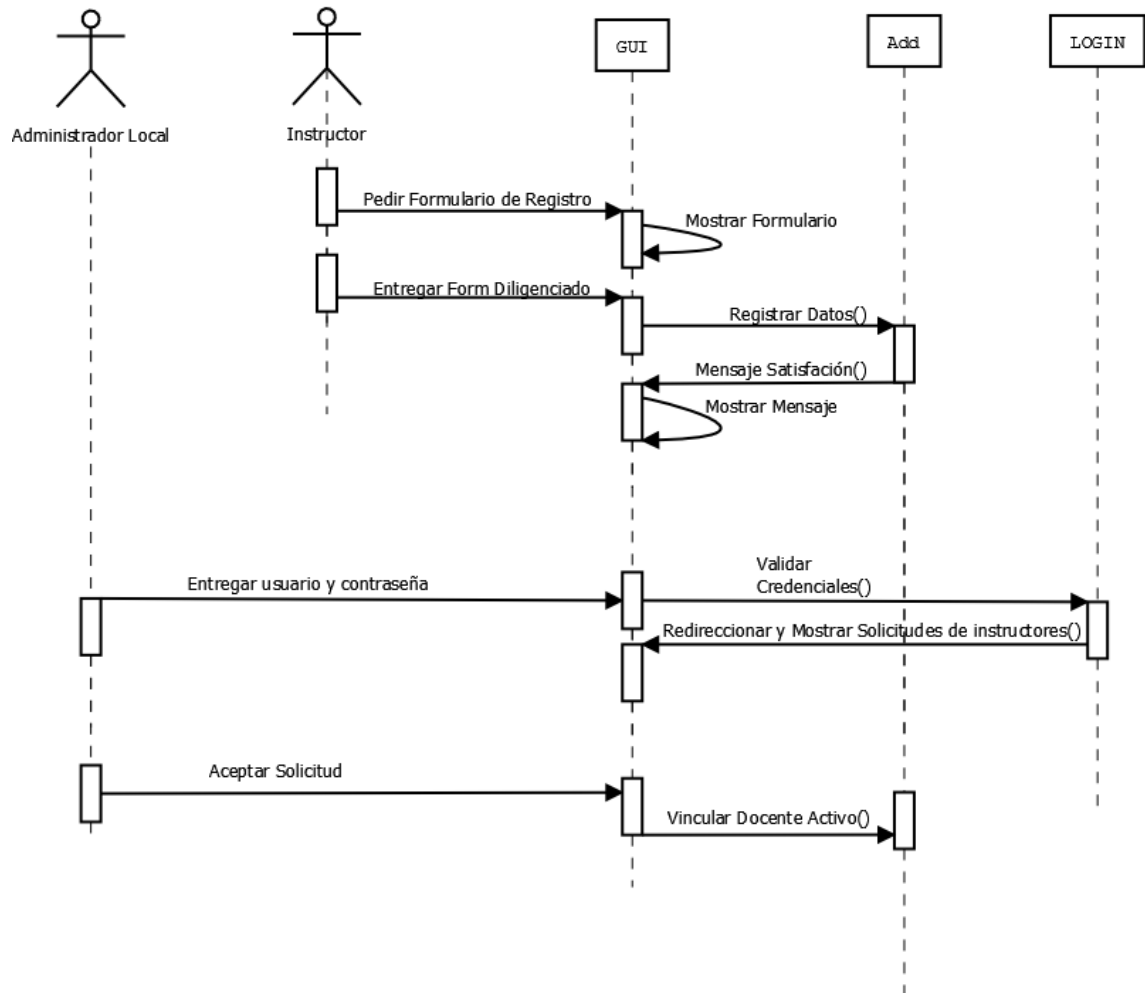 GUI
Add
LOGIN
Administrador Local
Instructor
Pedir Formulario de Registro
Mostrar Formulario
Entregar Form Diligenciado
Registrar Datos()
Mensaje Satisfación()
Mostrar Mensaje
Validar
Credenciales()
Entregar usuario y contraseña
Redireccionar y Mostrar Solicitudes de instructores()
Aceptar Solicitud
Vincular Docente Activo()